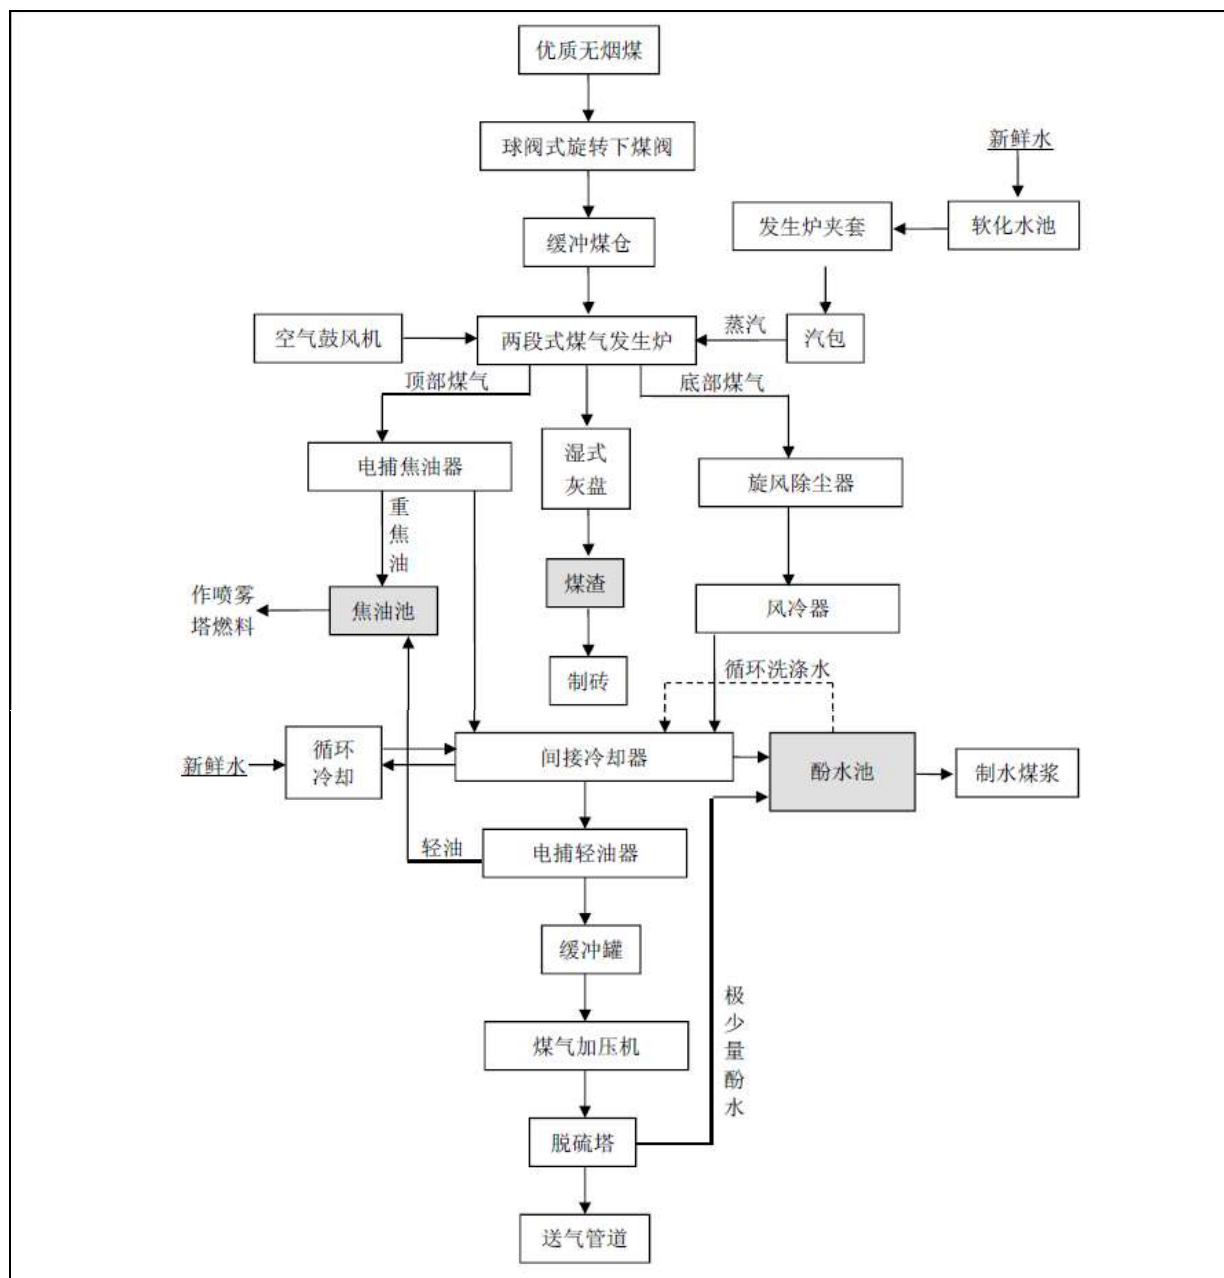 优质无烟煤
球阀式旋转下煤阀
新鲜水
缓冲煤仓
发生炉夹套
软化水池
空气鼓风机
两段式煤气发生炉
蒸汽
汽包
顶部煤气
底部煤气
电捕焦油器
湿式
灰盘
旋风除尘器
重
焦
油
煤渣
作喷雾
塔燃料
焦油池
风冷器
制砖
循环洗涤水
新鲜水
循环
冷却
间接冷却器
酚水池
制水煤浆
轻油
电捕轻油器
缓冲罐
极
少
量
酚
水
煤气加压机
脱硫塔
送气管道